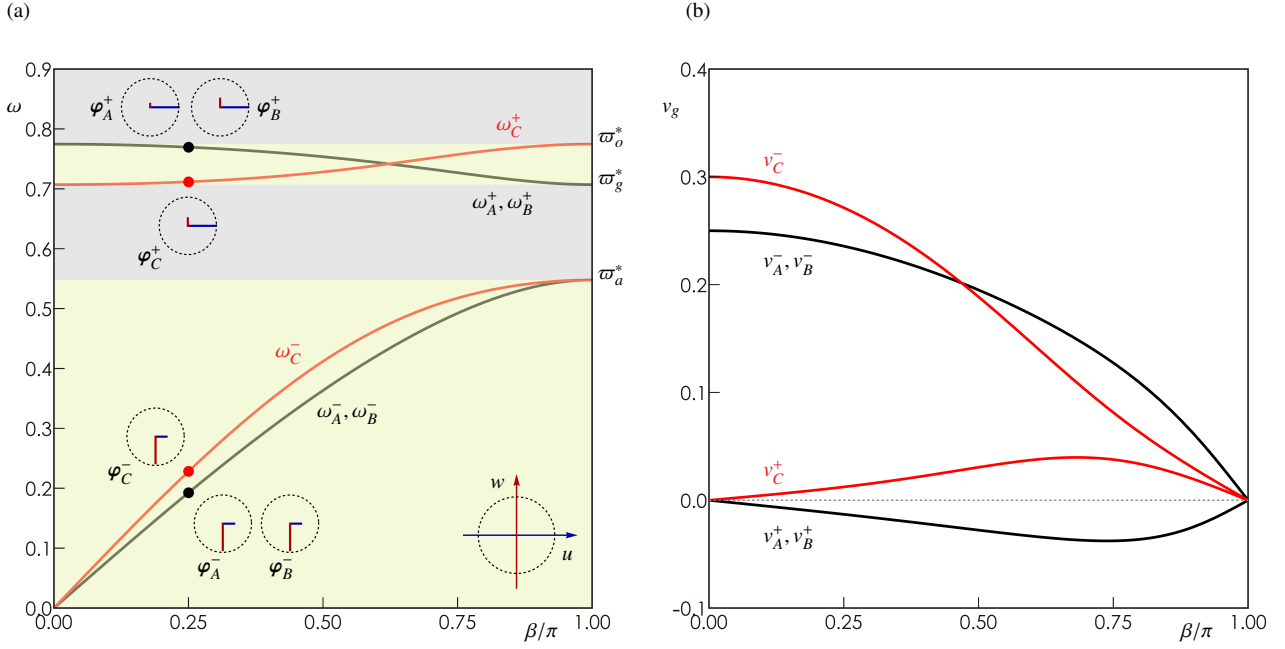 (a)
(b)
0.9
0.8
0.7
0.6
0.5
0.4
0.3
0.2
0.1
0.0
ω
φ_A^+
φ_B^+
ω_C^+
ϖ_o^*
ϖ_g^*
ω_A^+, ω_B^+
φ_C^+
ϖ_a^*
ω_C^-
ω_A^-, ω_B^-
φ_C^-
w
u
φ_A^-
φ_B^-
0.00 0.25 0.50 0.75 β/π 1.00
0.4
v_g
0.3
0.2
0.1
0.0
-0.1
v_C^-
v_A^-, v_B^-
v_C^+
v_A^+, v_B^+
0.00 0.25 0.50 0.75 β/π 1.00